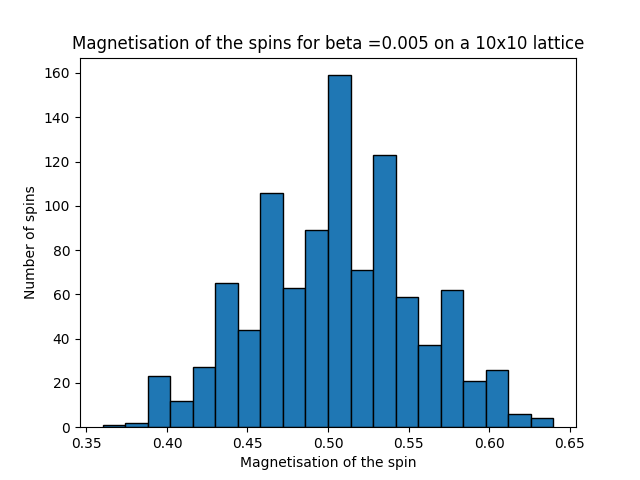 Magnetisation of the spins for beta =0.005 on a 10x10 lattice
160
140
120
100
80
60
40
20
0
Number of spins
0.35 0.40 0.45 0.50 0.55 0.60 0.65
Magnetisation of the spin